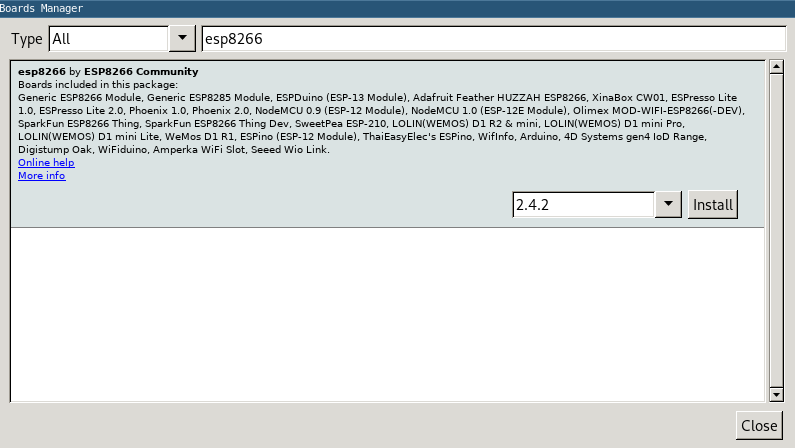 Boards Manager
Type All esp8266
esp8266 by ESP8266 Community
Boards included in this package:
Generic ESP8266 Module, Generic ESP8285 Module, ESPDuino (ESP-13 Module), Adafruit Feather HUZZAH ESP8266, XinaBox CW01, ESPresso Lite
1.0, ESPresso Lite 2.0, Phoenix 1.0, Phoenix 2.0, NodeMCU 0.9 (ESP-12 Module), NodeMCU 1.0 (ESP-12E Module), Olimex MOD-WIFI-ESP8266(-DEV),
SparkFun ESP8266 Thing, SparkFun ESP8266 Thing Dev, SweetPea ESP-210, LOLIN(WEMOS) D1 R2 & mini, LOLIN(WEMOS) D1 mini Pro,
LOLIN(WEMOS) D1 mini Lite, WeMos D1 R1, ESPino (ESP-12 Module), ThaiEasyElec's ESPino, WifInfo, Arduino, 4D Systems gen4 IoD Range,
Digistump Oak, WiFiduino, Amperka WiFi Slot, Seeed Wio Link.
Online help
More info
2.4.2 Install
Close